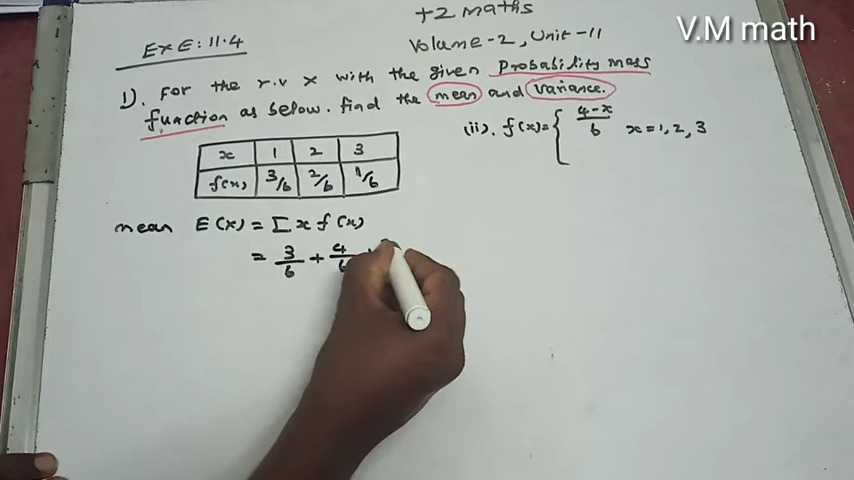 +2 maths
V.M math
EXE: 11.4
Volume-2, Unit-11
1). For the r.v X with the given probability mass
function as below. find the mean and variance.
(ii). f(x) = { 4-x/6 x = 1, 2, 3
x 1 2 3
f(x) 3/6 2/6 1/6
mean E(x) = Σ x f(x)
= 3/6 + 4/6 +